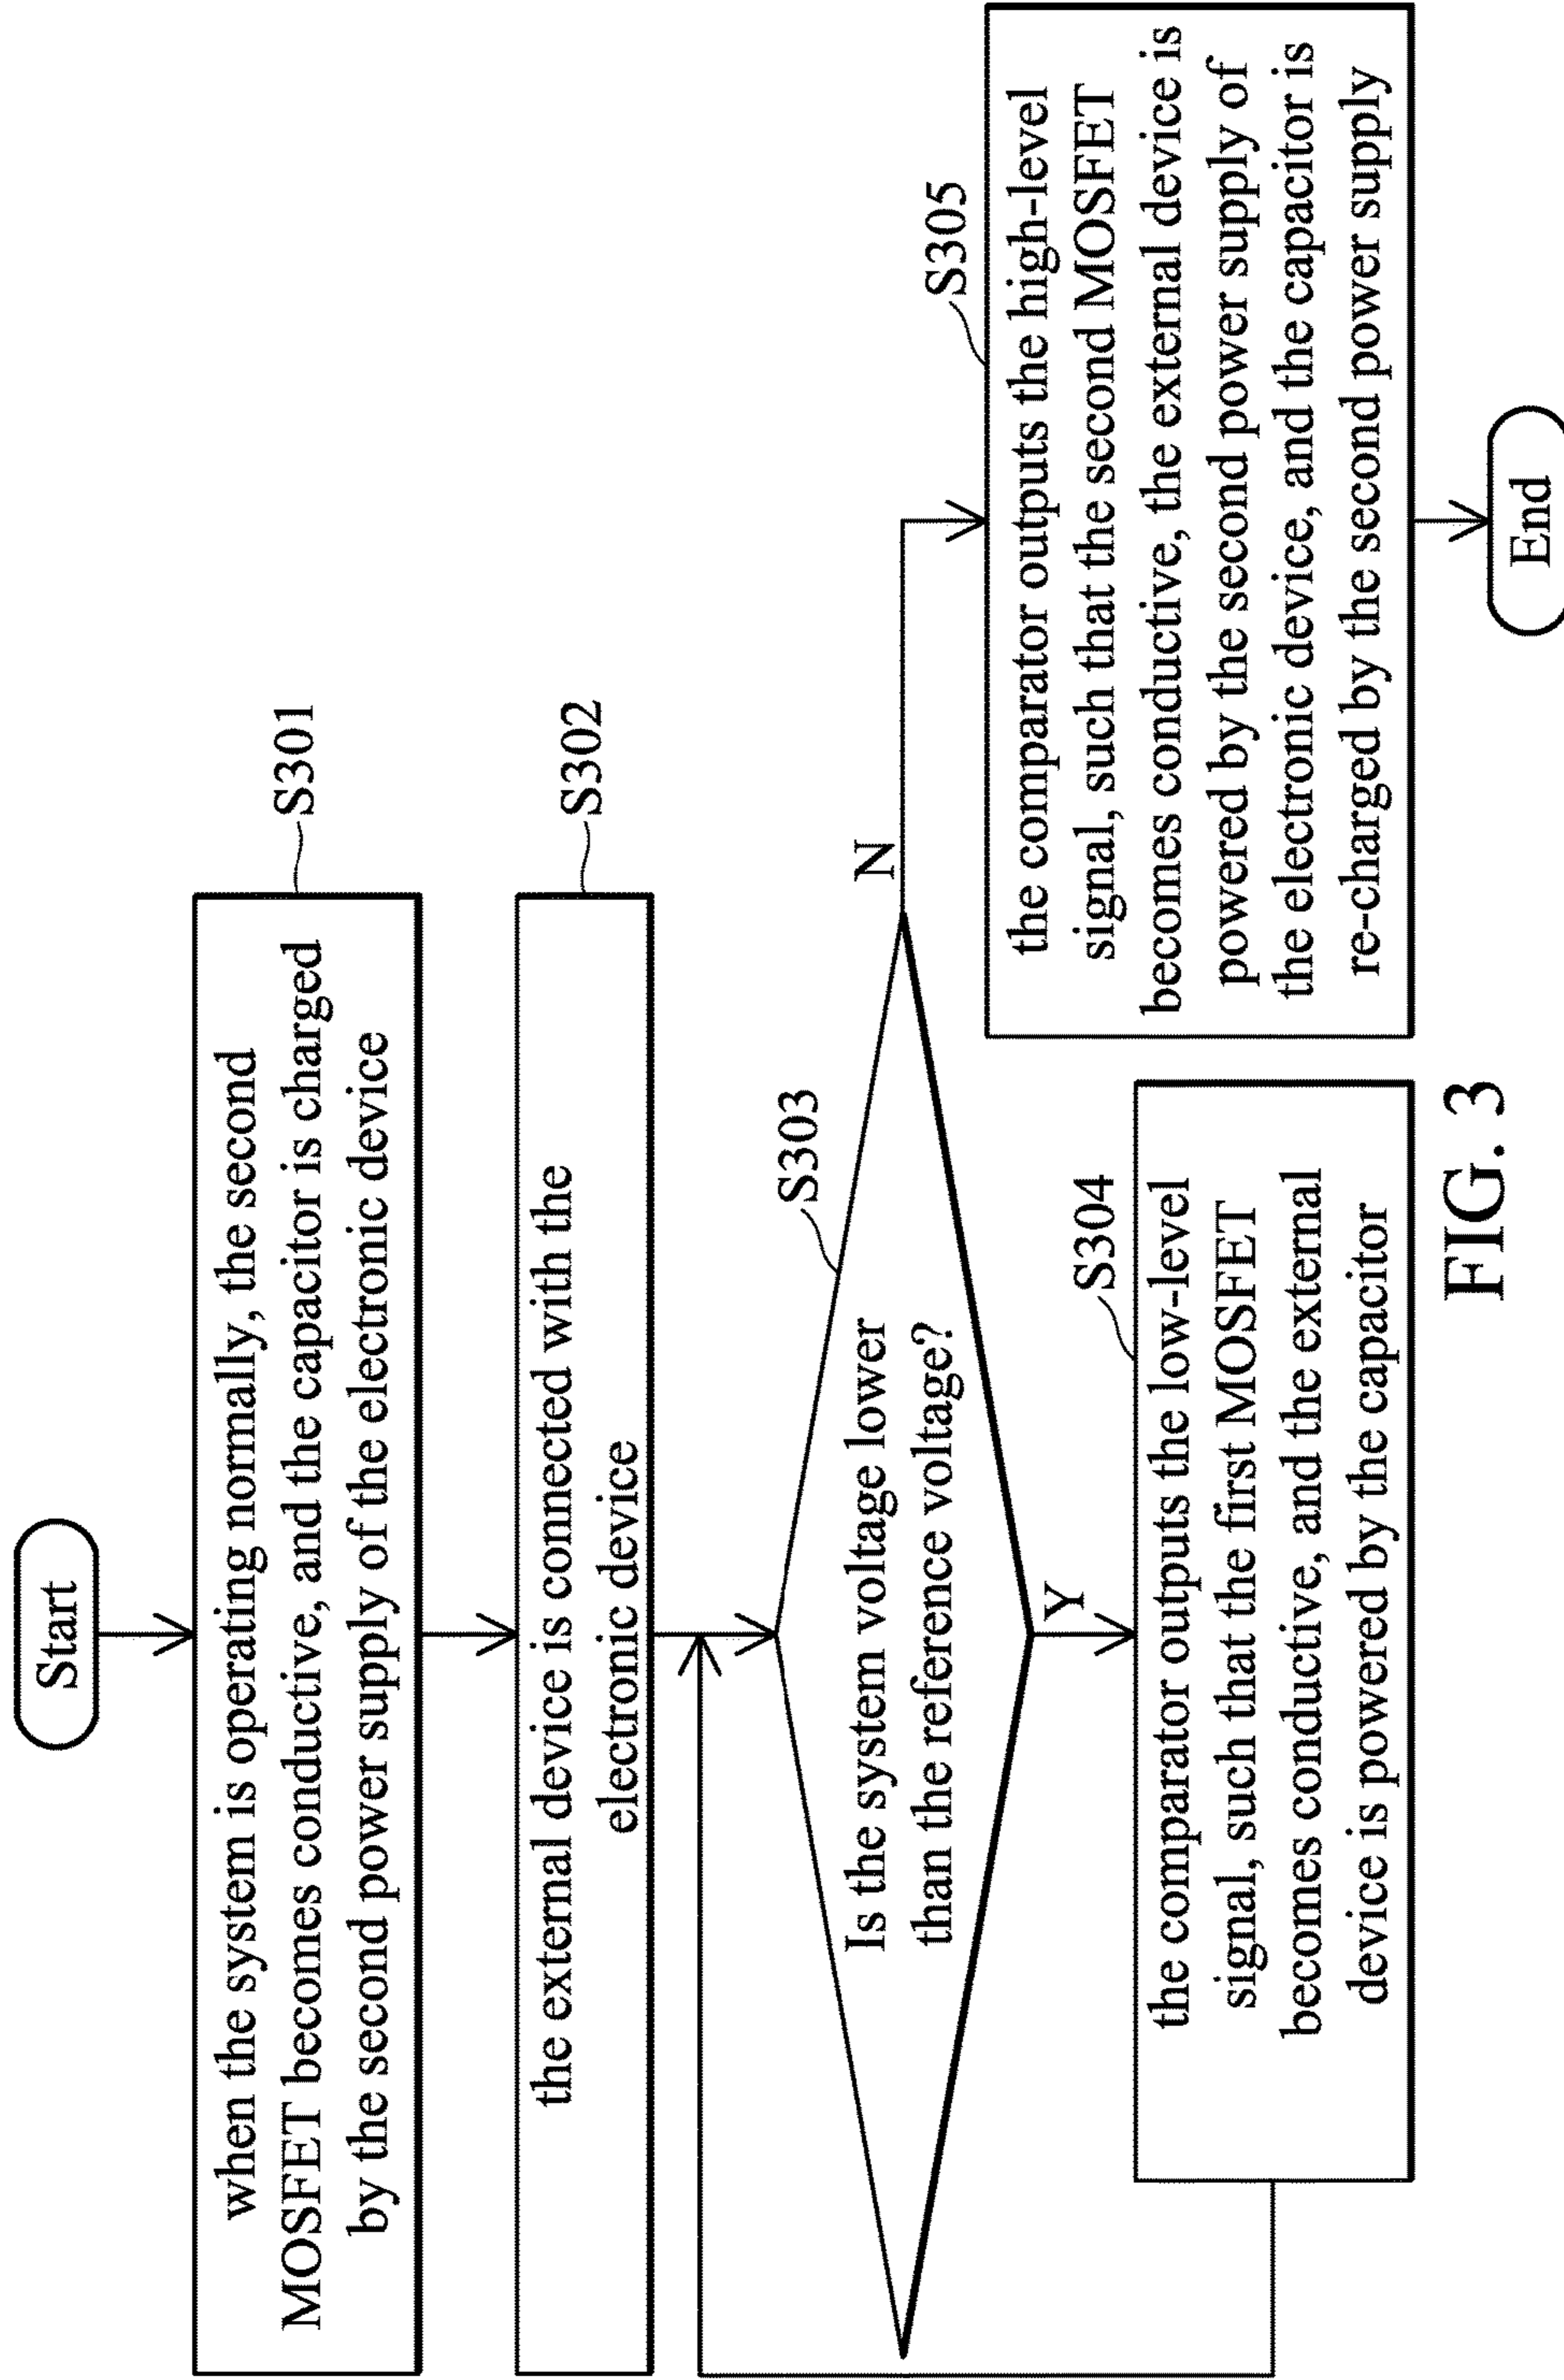 Start
when the system is operating normally, the second
MOSFET becomes conductive, and the capacitor is charged
by the second power supply of the electronic device
S301
the external device is connected with the
electronic device
S302
Is the system voltage lower
than the reference voltage?
S303
Y
N
the comparator outputs the low-level
signal, such that the first MOSFET
becomes conductive, and the external
device is powered by the capacitor
S304
the comparator outputs the high-level
signal, such that the second MOSFET
becomes conductive, the external device is
powered by the second power supply of
the electronic device, and the capacitor is
re-charged by the second power supply
S305
End
FIG. 3